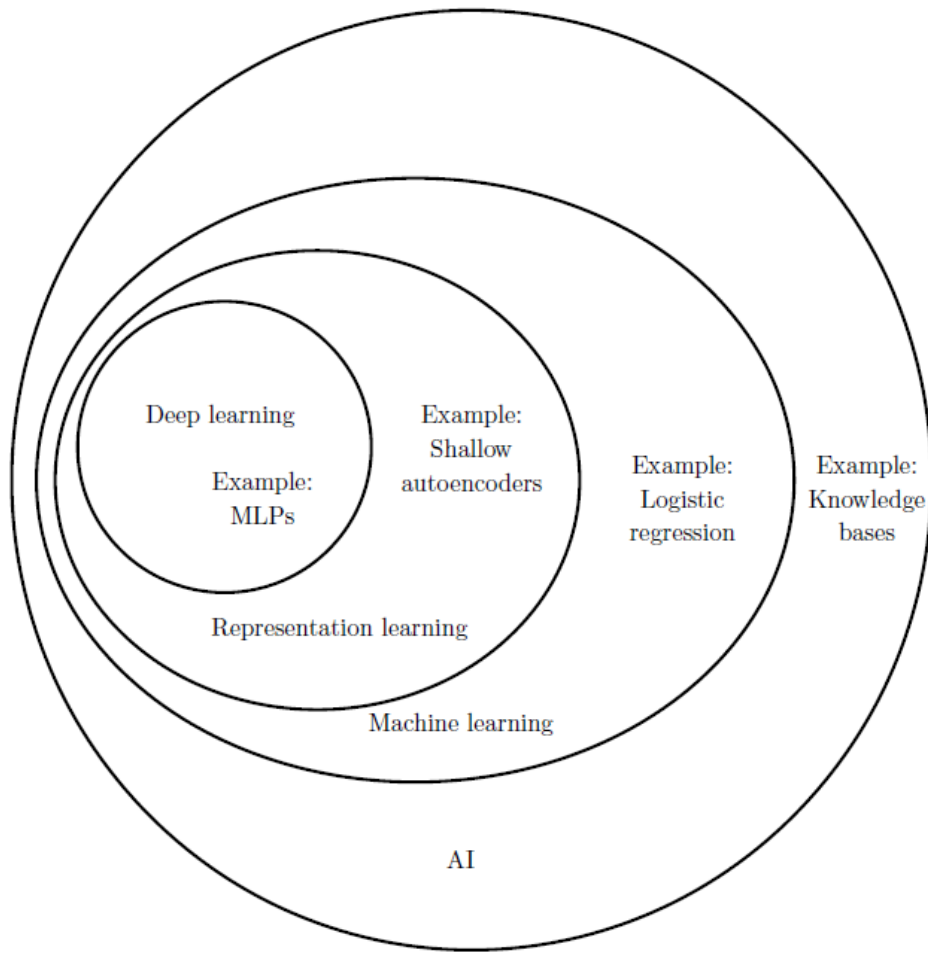 Deep learning
Example:
MLPs
Example:
Shallow
autoencoders
Example:
Logistic
regression
Example:
Knowledge
bases
Representation learning
Machine learning
AI